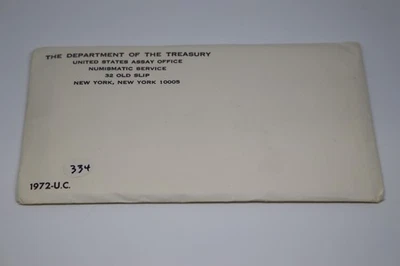 THE DEPARTMENT OF THE TREASURY
UNITED STATES ASSAY OFFICE
NUMISMATIC SERVICE
32 OLD SLIP
NEW YORK, NEW YORK 10005
334
1972-U.C.